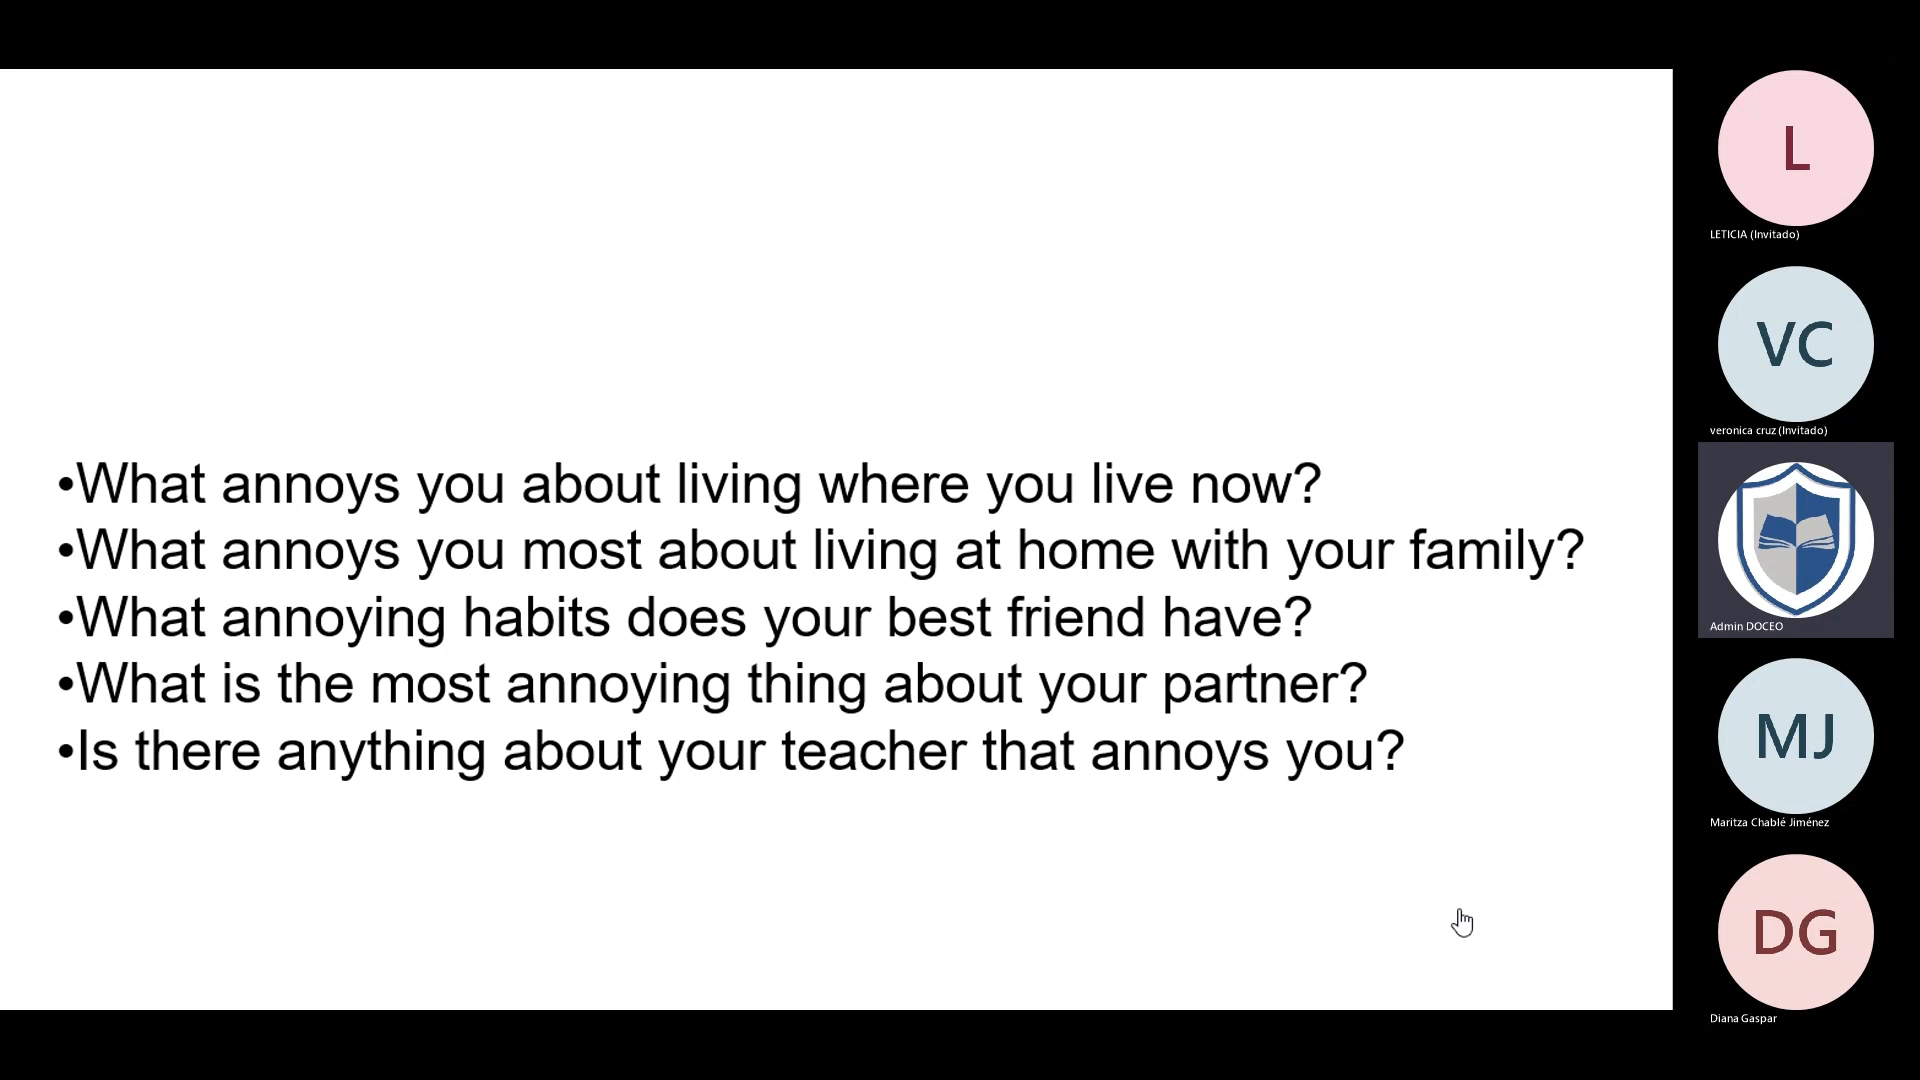 •What annoys you about living where you live now?
•What annoys you most about living at home with your family?
•What annoying habits does your best friend have?
•What is the most annoying thing about your partner?
•Is there anything about your teacher that annoys you?
L
LETICIA (Invitado)
VC
veronica cruz (Invitado)
Admin DOCEO
MJ
Maritza Chablé Jiménez
DG
Diana Gaspar